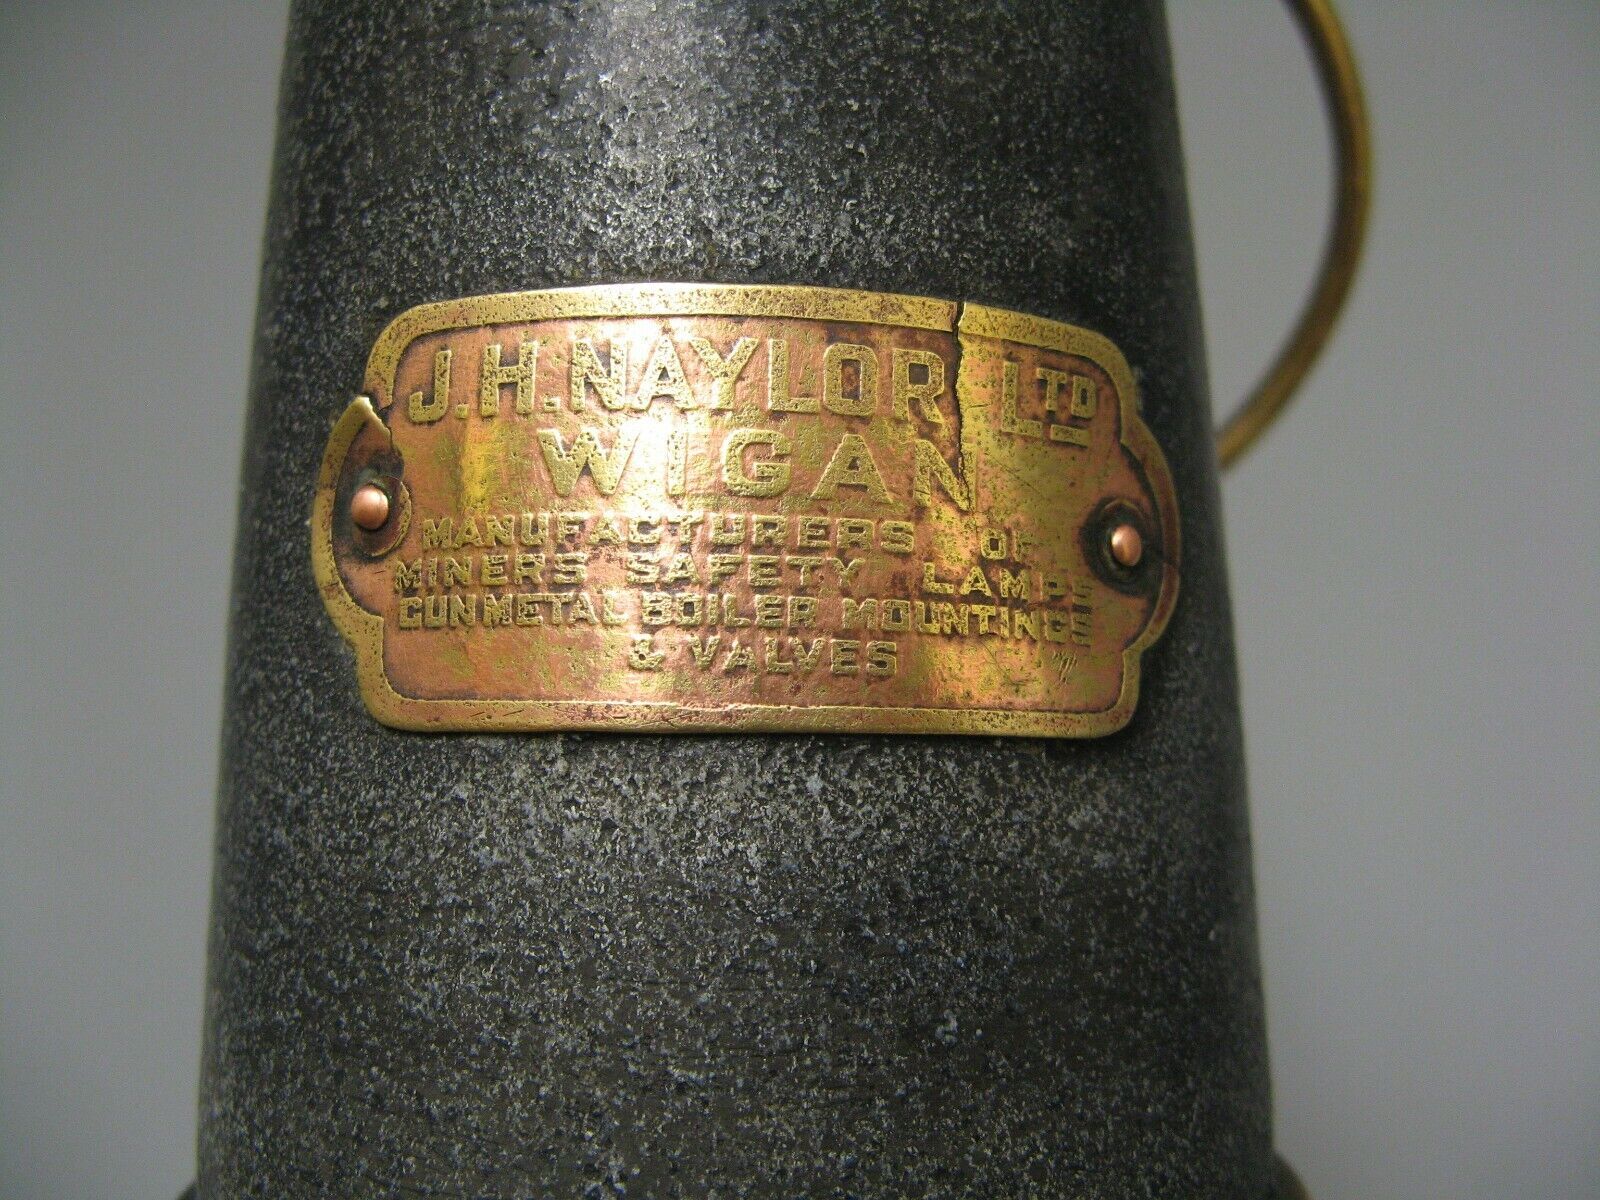 J.H. NAYLOR LTD
WIGAN
MANUFACTURERS OF
MINERS SAFETY LAMPS
GUNMETAL BOILER MOUNTINGS
& VALVES